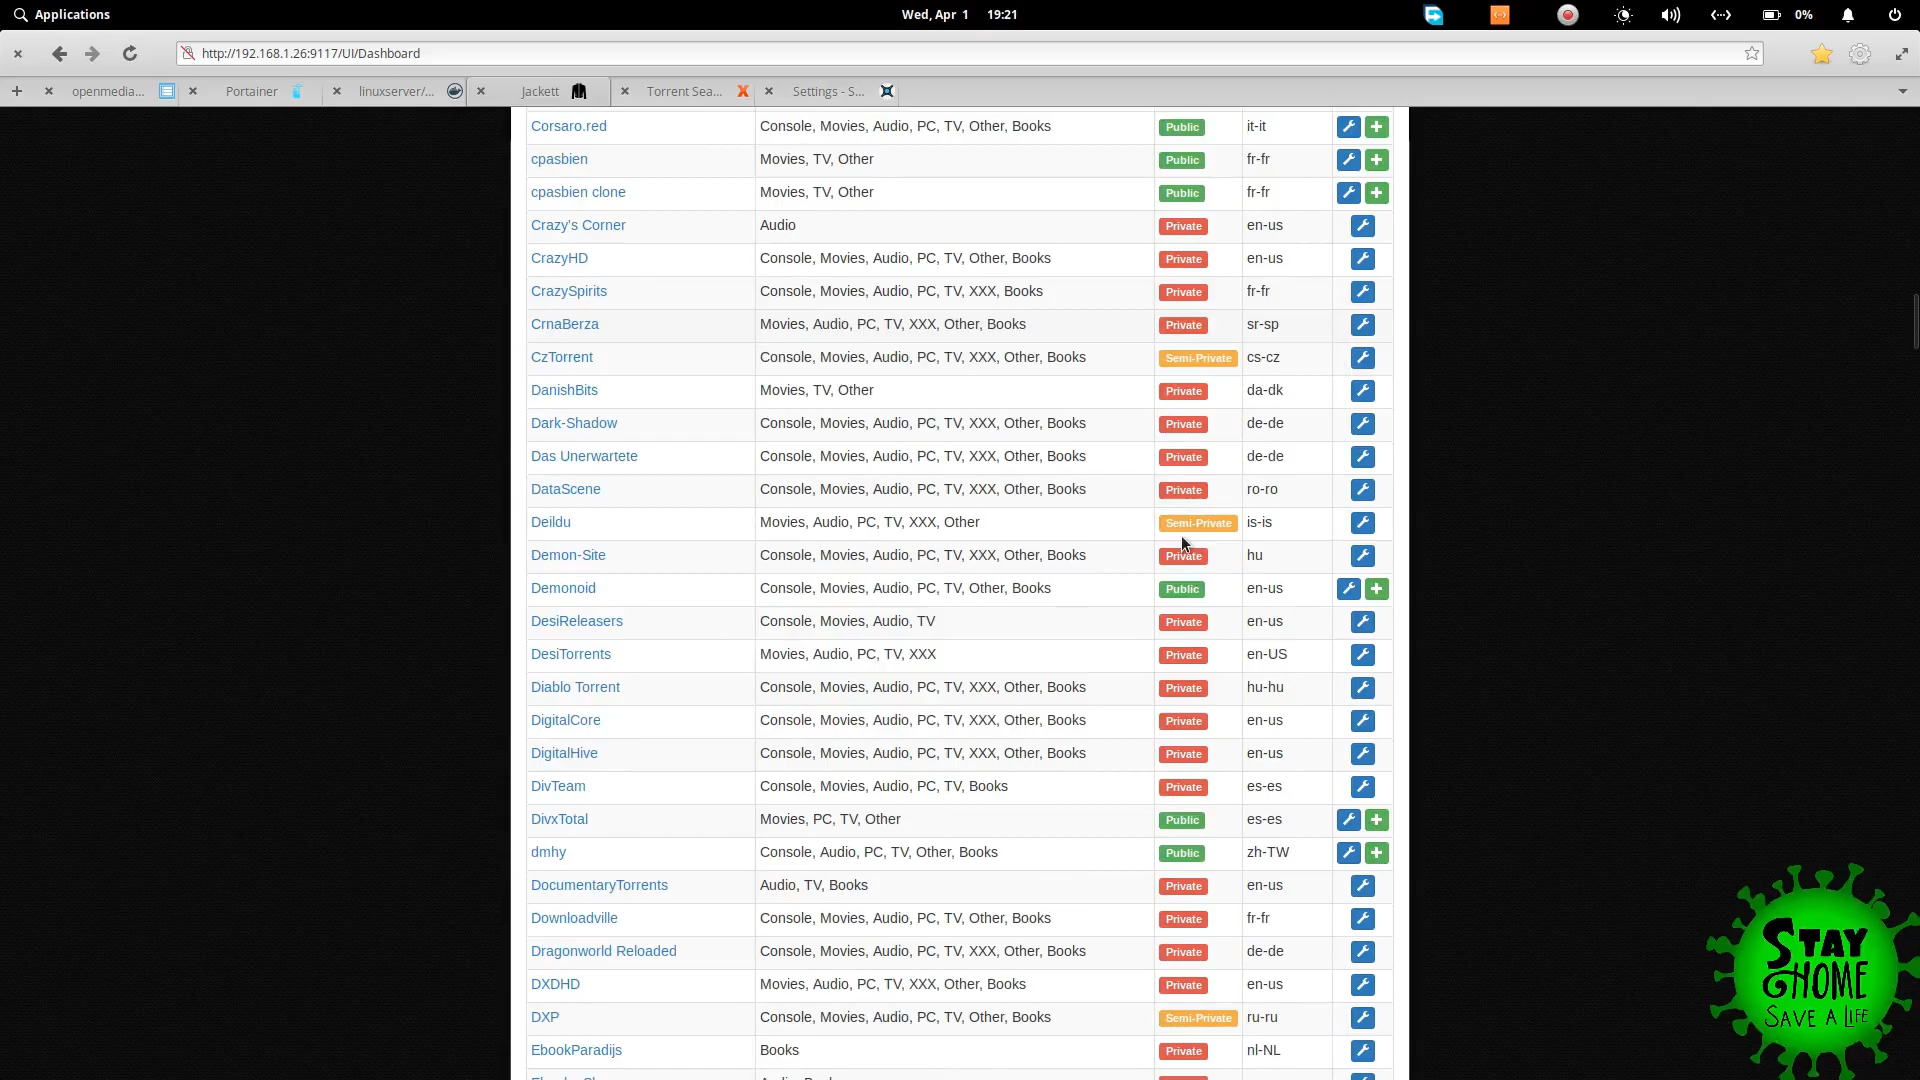 Applications Wed, Apr 1 19:21 0%
http://192.168.1.26:9117/UI/Dashboard
openmedia... Portainer linuxserver/... Jackett Torrent Sea... Settings - S...
Corsaro.red Console, Movies, Audio, PC, TV, Other, Books Public it-it
cpasbien Movies, TV, Other Public fr-fr
cpasbien clone Movies, TV, Other Public fr-fr
Crazy's Corner Audio Private en-us
CrazyHD Console, Movies, Audio, PC, TV, Other, Books Private en-us
CrazySpirits Console, Movies, Audio, PC, TV, XXX, Books Private fr-fr
CrnaBerza Movies, Audio, PC, TV, XXX, Other, Books Private sr-sp
CzTorrent Console, Movies, Audio, PC, TV, XXX, Other, Books Semi-Private cs-cz
DanishBits Movies, TV, Other Private da-dk
Dark-Shadow Console, Movies, Audio, PC, TV, XXX, Other, Books Private de-de
Das Unerwartete Console, Movies, Audio, PC, TV, XXX, Other, Books Private de-de
DataScene Console, Movies, Audio, PC, TV, XXX, Other, Books Private ro-ro
Deildu Movies, Audio, PC, TV, XXX, Other Semi-Private is-is
Demon-Site Console, Movies, Audio, PC, TV, XXX, Other, Books Private hu
Demonoid Console, Movies, Audio, PC, TV, Other, Books Public en-us
DesiReleasers Console, Movies, Audio, TV Private en-us
DesiTorrents Movies, Audio, PC, TV, XXX Private en-US
Diablo Torrent Console, Movies, Audio, PC, TV, XXX, Other, Books Private hu-hu
DigitalCore Console, Movies, Audio, PC, TV, XXX, Other, Books Private en-us
DigitalHive Console, Movies, Audio, PC, TV, XXX, Other, Books Private en-us
DivTeam Console, Movies, Audio, PC, TV, Books Private es-es
DivxTotal Movies, PC, TV, Other Public es-es
dmhy Console, Audio, PC, TV, Other, Books Public zh-TW
DocumentaryTorrents Audio, TV, Books Private en-us
Downloadville Console, Movies, Audio, PC, TV, Other, Books Private fr-fr
Dragonworld Reloaded Console, Movies, Audio, PC, TV, XXX, Other, Books Private de-de
DXDHD Movies, Audio, PC, TV, XXX, Other, Books Private en-us
DXP Console, Movies, Audio, PC, TV, Other, Books Semi-Private ru-ru
EbookParadijs Books Private nl-NL
STAY
@HOME
SAVE A LIFE